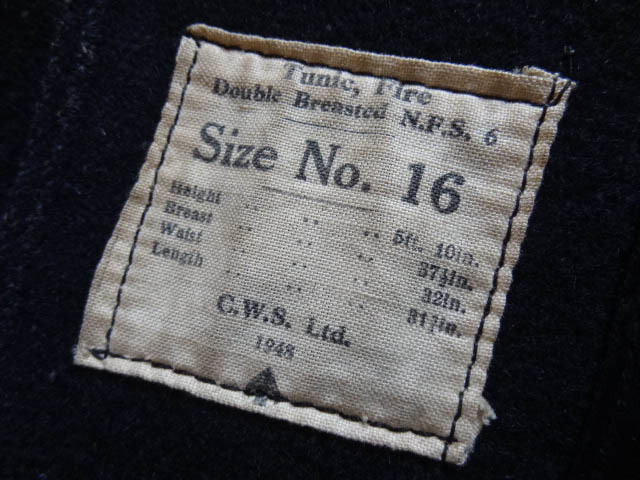 Tunic, Fire
Double Breasted N.F.S. 6
Size No. 16
Height .. .. 5ft. 10in.
Breast .. .. 37½in.
Waist .. .. 32in.
Length .. .. 31½in.
C.W.S. Ltd.
1948